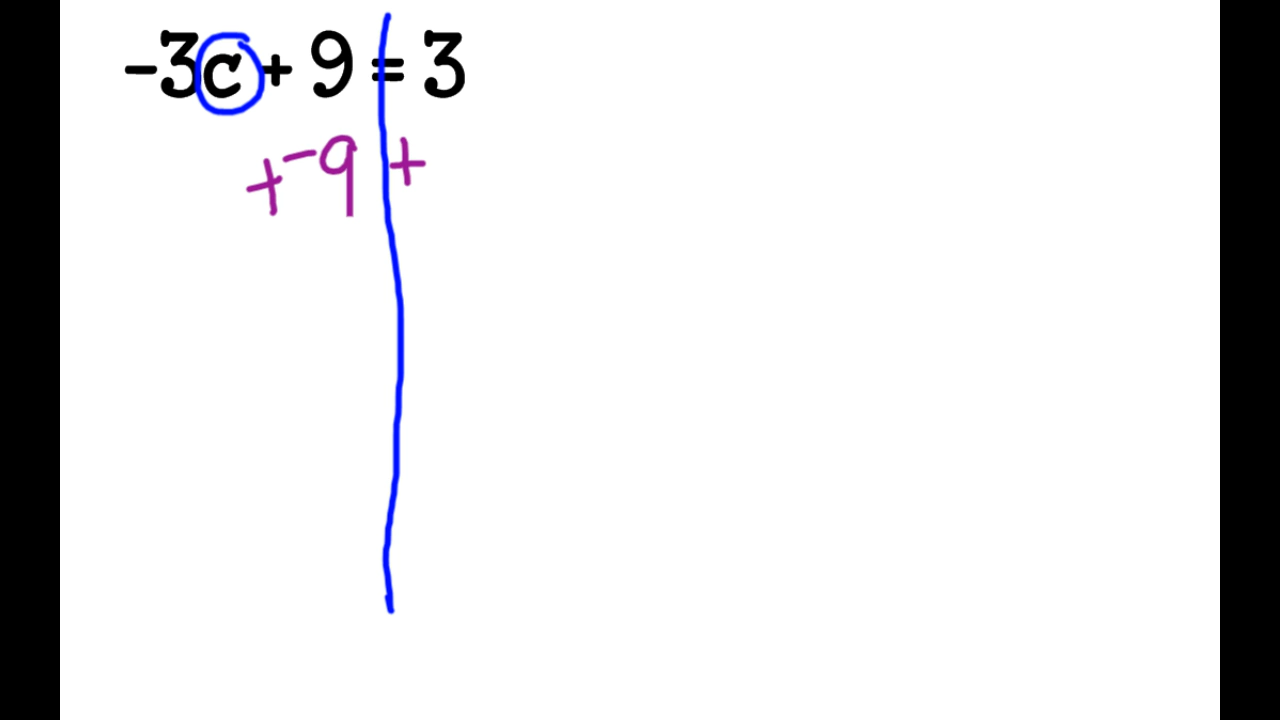 -3c + 9 = 3
+ -9 +